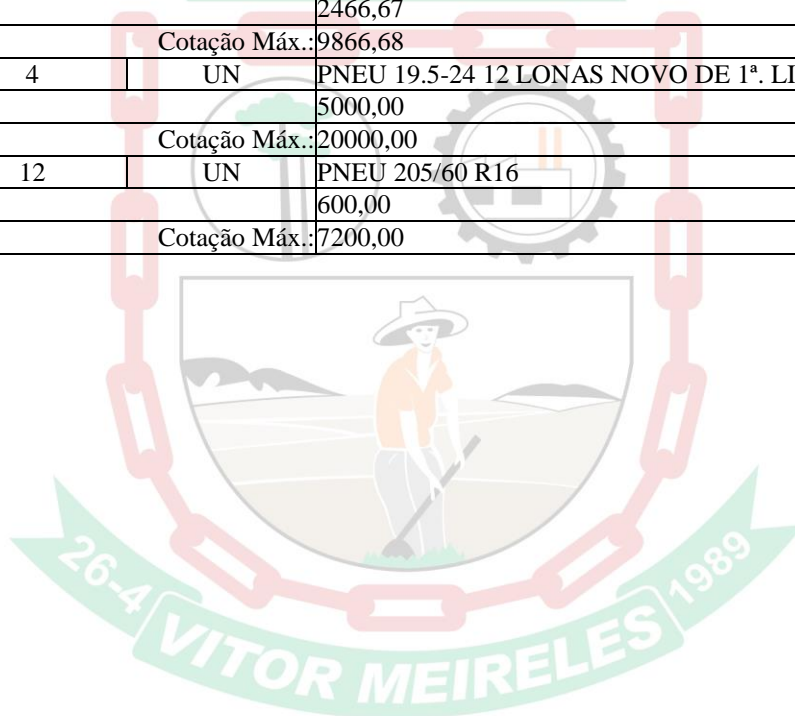 2466,67
Cotação Máx.: 9866,68
4 UN PNEU 19.5-24 12 LONAS NOVO DE 1ª. LI
5000,00
Cotação Máx.: 20000,00
12 UN PNEU 205/60 R16
600,00
Cotação Máx.: 7200,00
26-4 VITOR MEIRELES 1989